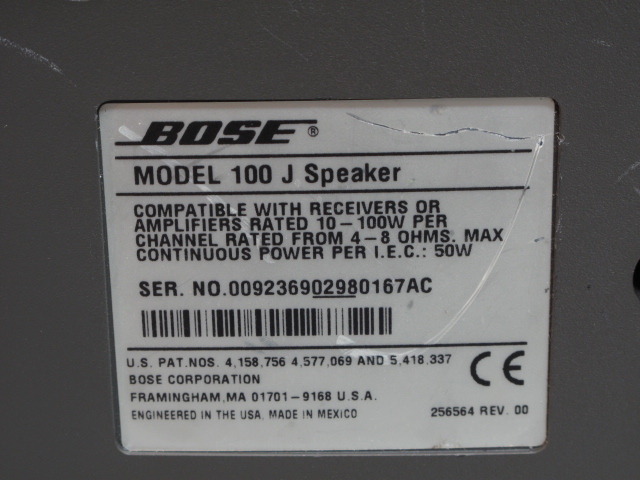 BOSE®
MODEL 100 J Speaker
COMPATIBLE WITH RECEIVERS OR
AMPLIFIERS RATED 10-100W PER
CHANNEL RATED FROM 4-8 OHMS. MAX
CONTINUOUS POWER PER I.E.C.: 50W
SER. NO.009236902980167AC
U.S. PAT.NOS. 4,158,756 4,577,069 AND 5,418,337
BOSE CORPORATION
FRAMINGHAM,MA 01701-9168 U.S.A.
ENGINEERED IN THE USA, MADE IN MEXICO
CE
256564 REV. 00